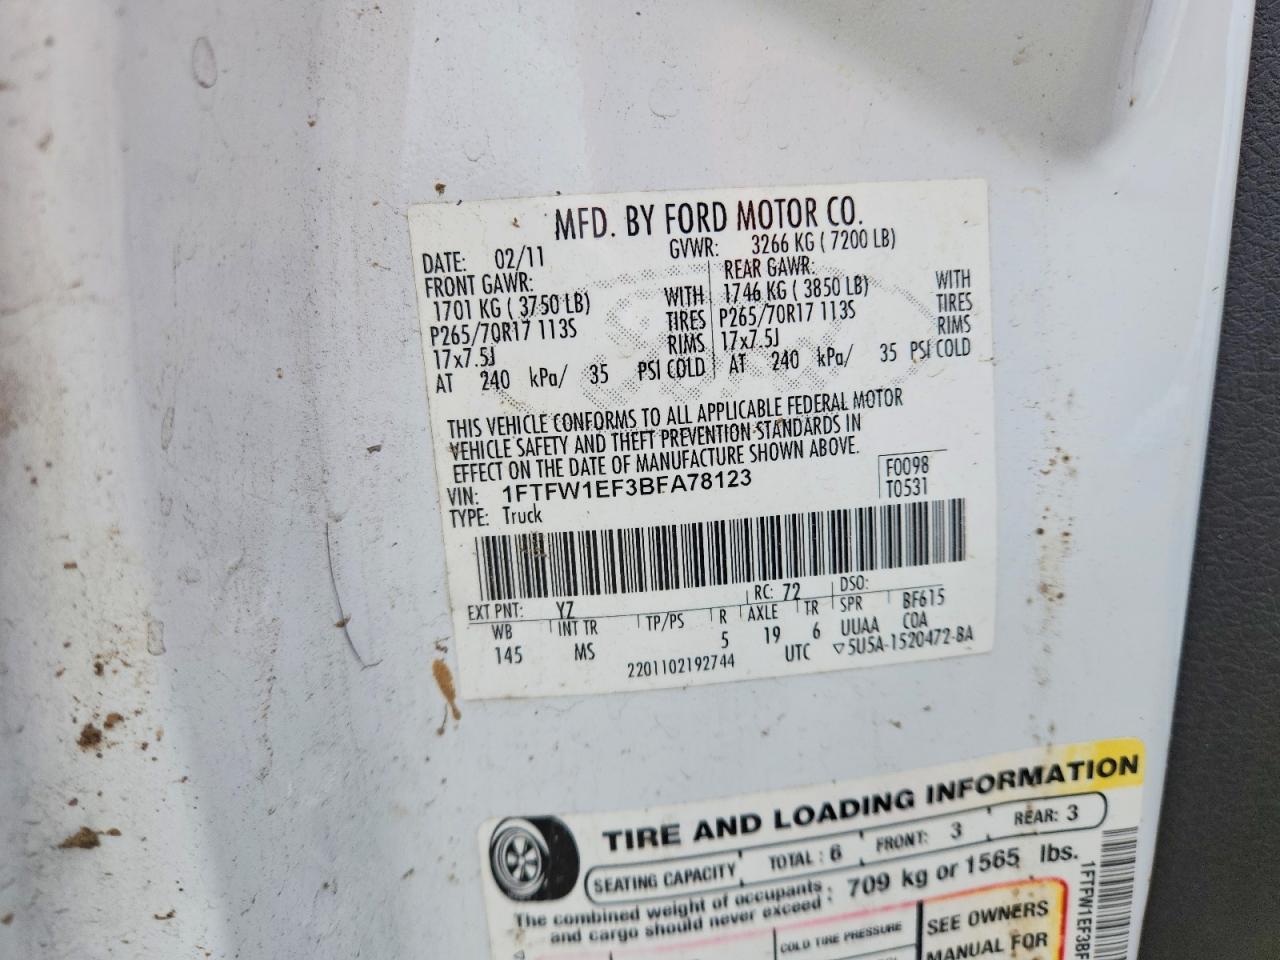 MFD. BY FORD MOTOR CO.
DATE: 02/11 GVWR: 3266 KG ( 7200 LB)
FRONT GAWR: REAR GAWR:
1701 KG ( 3750 LB) WITH 1746 KG ( 3850 LB) WITH
P265/70R17 113S TIRES P265/70R17 113S TIRES
17x7.5J RIMS 17x7.5J RIMS
AT 240 kPa/ 35 PSI COLD AT 240 kPa/ 35 PSI COLD
THIS VEHICLE CONFORMS TO ALL APPLICABLE FEDERAL MOTOR
VEHICLE SAFETY AND THEFT PREVENTION STANDARDS IN
EFFECT ON THE DATE OF MANUFACTURE SHOWN ABOVE.
VIN: 1FTFW1EF3BFA78123 F0098
TYPE: Truck T0531
EXT PNT: YZ RC: 72 DSO:
WB INT TR TP/PS R AXLE TR SPR BF615
145 MS 5 19 6 UUAA COA
2201102192744 UTC ▽5U5A-1520472-BA
TIRE AND LOADING INFORMATION
SEATING CAPACITY TOTAL : 6 FRONT: 3 REAR: 3
The combined weight of occupants
and cargo should never exceed : 709 kg or 1565 lbs.
COLD TIRE PRESSURE
SEE OWNERS
MANUAL FOR
1FTFW1EF3BF